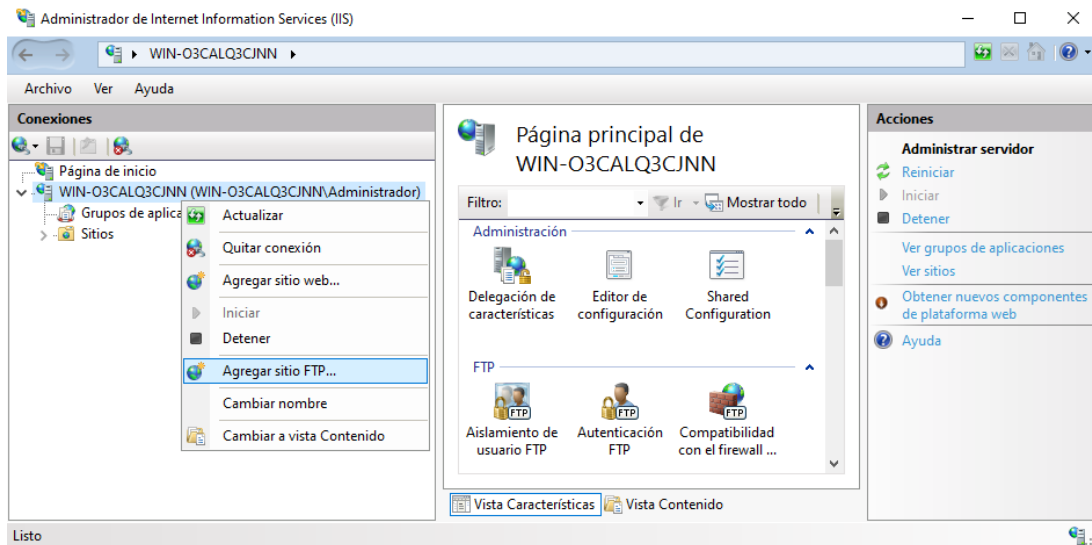 Administrador de Internet Information Services (IIS)
WIN-O3CALQ3CJNN
Archivo Ver Ayuda
Conexiones
Página de inicio
WIN-O3CALQ3CJNN (WIN-O3CALQ3CJNN\Administrador)
Grupos de aplica
Sitios
Actualizar
Quitar conexión
Agregar sitio web...
Iniciar
Detener
Agregar sitio FTP...
Cambiar nombre
Cambiar a vista Contenido
Página principal de
WIN-O3CALQ3CJNN
Filtro: Ir Mostrar todo
Administración
Delegación de
características
Editor de
configuración
Shared
Configuration
FTP
FTP
Aislamiento de
usuario FTP
FTP
Autenticación
FTP
FTP
Compatibilidad
con el firewall ...
Vista Características Vista Contenido
Acciones
Administrar servidor
Reiniciar
Iniciar
Detener
Ver grupos de aplicaciones
Ver sitios
Obtener nuevos componentes
de plataforma web
Ayuda
Listo